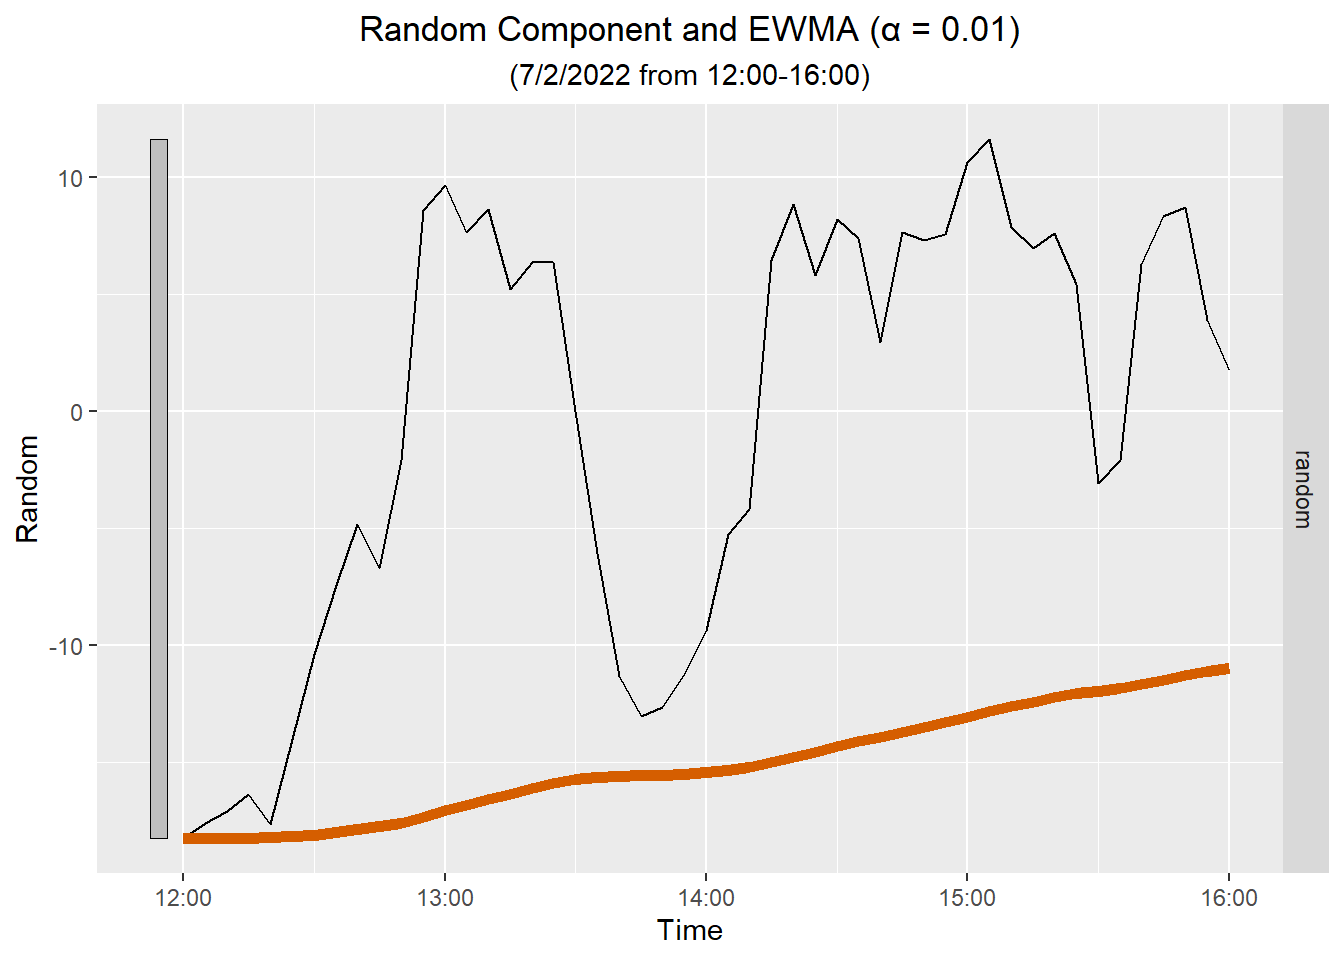 Random Component and EWMA (α = 0.01)
(7/2/2022 from 12:00-16:00)
10
0
-10
Random
random
12:00 13:00 14:00 15:00 16:00
Time